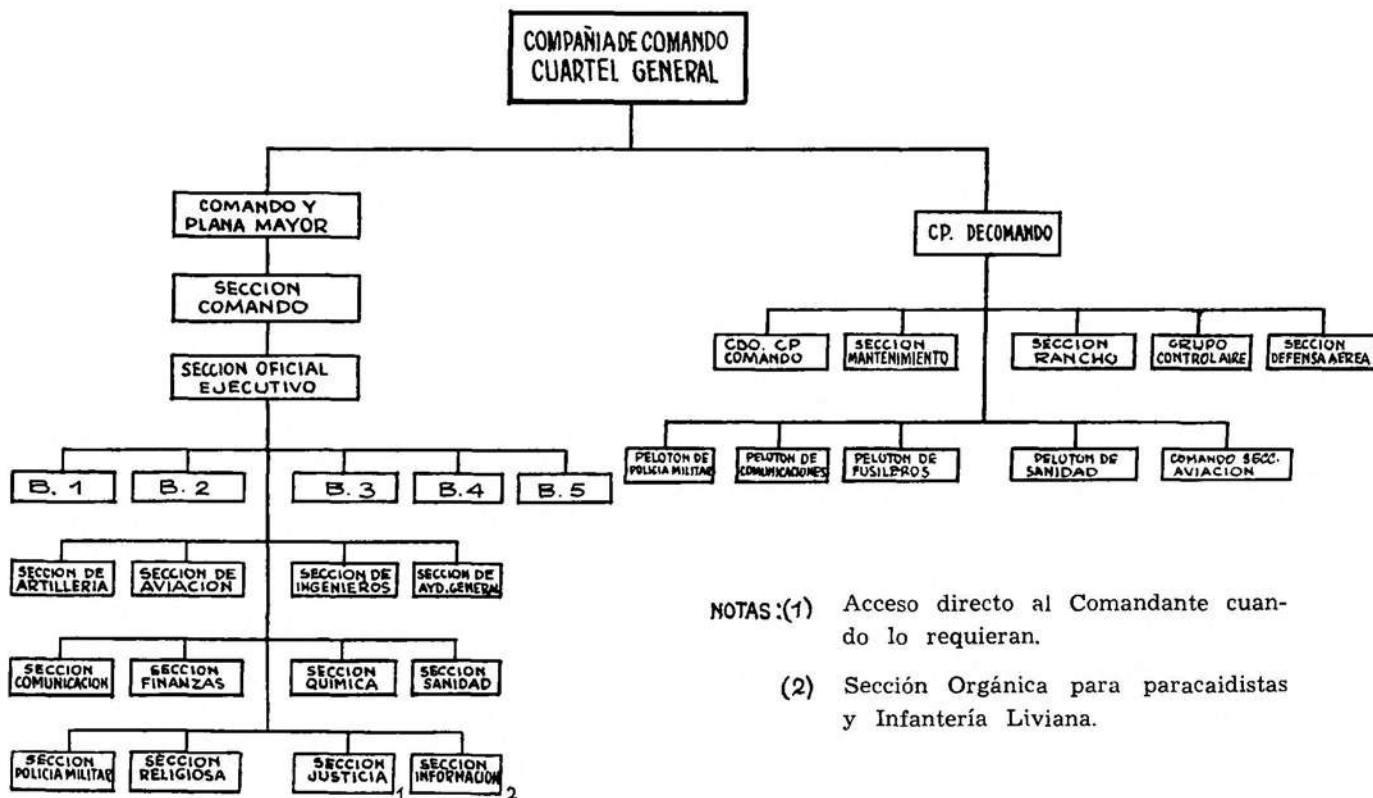 COMPAÑIA DE COMANDO
CUARTEL GENERAL
COMANDO Y
PLANA MAYOR
CP. DECOMANDO
SECCION
COMANDO
SECCION OFICIAL
EJECUTIVO
CDO. CP
COMANDO
SECCION
MANTENIMIENTO
SECCION
RANCHO
GRUPO
CONTROL AIRE
SECCION
DEFENSA AEREA
PELOTON DE
POLICIA MILITAR
PELOTON DE
COMUNICACIONES
PELOTON DE
FUSILEROS
PELOTON DE
SANIDAD
COMANDO SECC.
AVIACION
B. 1
B. 2
B. 3
B. 4
B. 5
SECCION DE
ARTILLERIA
SECCION DE
AVIACION
SECCION DE
INGENIEROS
SECCION DE
AYD. GENERAL
SECCION
COMUNICACION
SECCION
FINANZAS
SECCION
QUIMICA
SECCION
SANIDAD
SECCION
POLICIA MILITAR
SECCION
RELIGIOSA
SECCION
JUSTICIA 1
SECCION
INFORMACION 2
NOTAS:(1) Acceso directo al Comandante cuan-
do lo requieran.
(2) Sección Orgánica para paracaidistas
y Infantería Liviana.